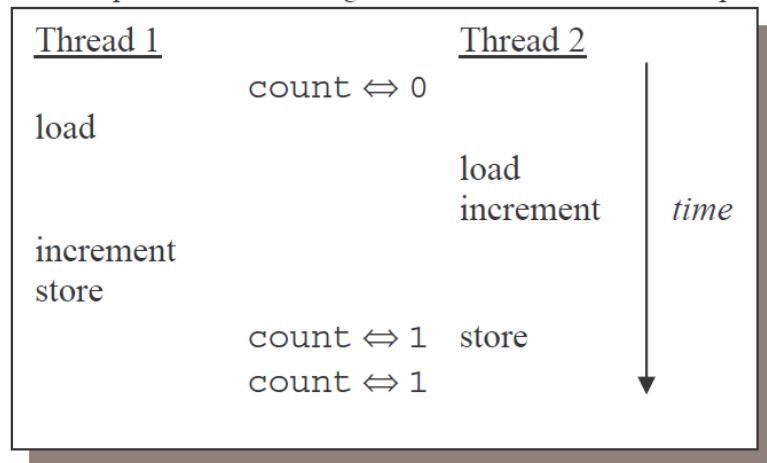 Thread 1 Thread 2
count ⇔ 0
load
load
increment time
increment
store
count ⇔ 1 store
count ⇔ 1